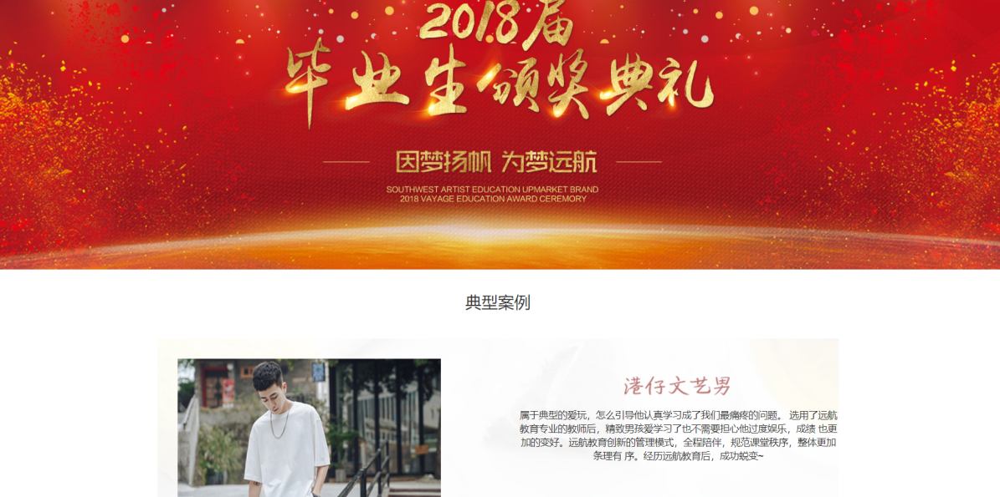 2018届
毕业生颁奖典礼
因梦扬帆 为梦远航
SOUTHWEST ARTIST EDUCATION UPMARKET BRAND
2018 VAYAGE EDUCATION AWARD CEREMONY
典型案例
港仔文艺男
属于典型的爱玩，怎么引导他认真学习成了我们最痛疼的问题。 选用了远航
教育专业的教师后，精致男孩爱学习了也不需要担心他过度娱乐，成绩 也更
加的变好。远航教育创新的管理模式，全程陪伴，规范课堂秩序，整体更加
条理有 序。经历远航教育后，成功蜕变~